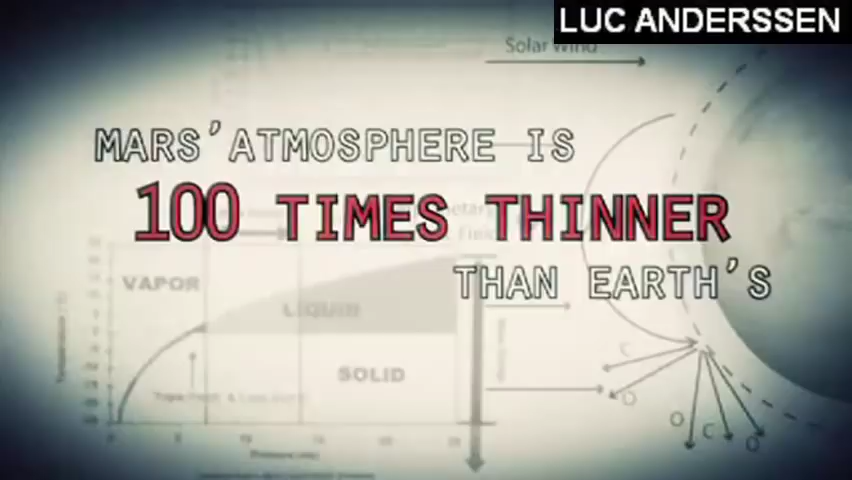 LUC ANDERSSEN
Solar Wind
MARS'ATMOSPHERE IS
100 TIMES THINNER
THAN EARTH'S
VAPOR
LIQUID
SOLID
C
O
O
C
O